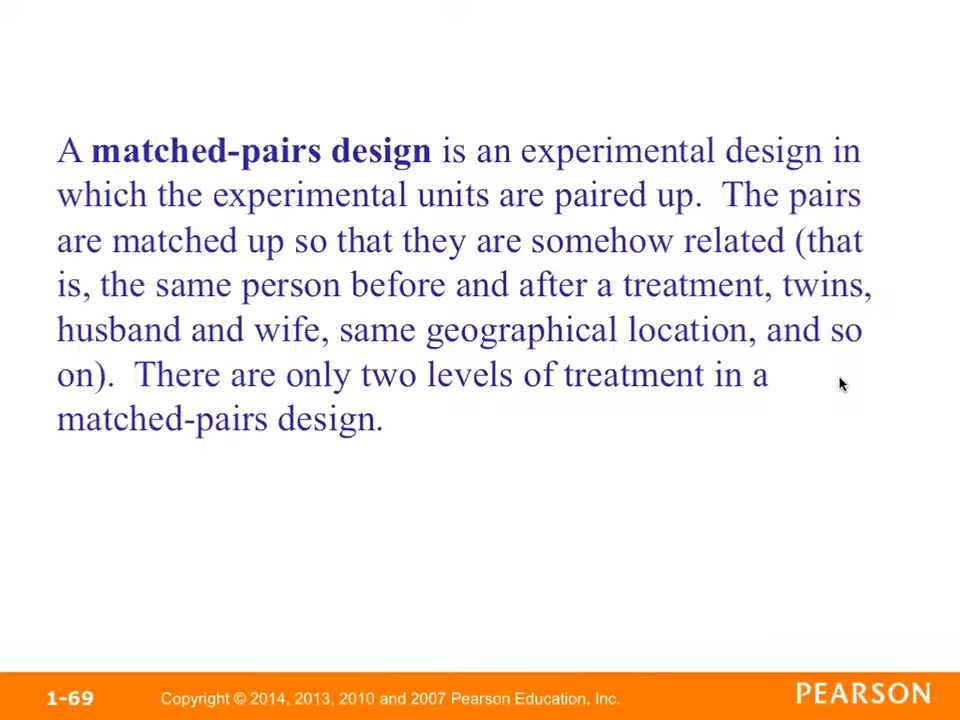 A matched-pairs design is an experimental design in
which the experimental units are paired up.  The pairs
are matched up so that they are somehow related (that
is, the same person before and after a treatment, twins,
husband and wife, same geographical location, and so
on).  There are only two levels of treatment in a
matched-pairs design.
1-69
Copyright © 2014, 2013, 2010 and 2007 Pearson Education, Inc.
PEARSON